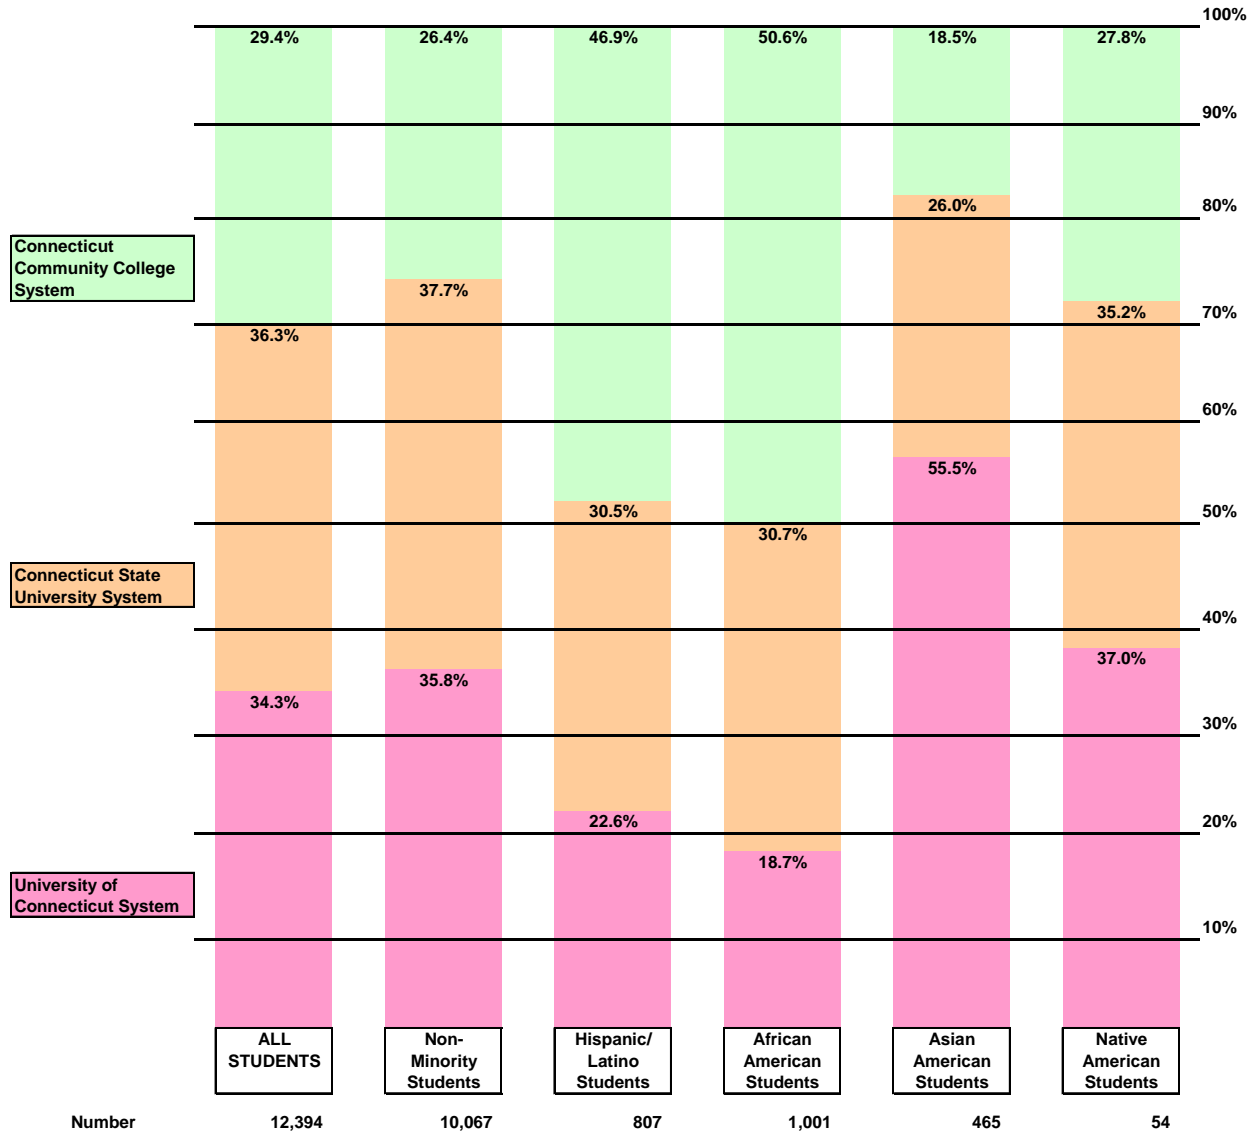 100%
29.4% 26.4% 46.9% 50.6% 18.5% 27.8%
90%
26.0% 80%
Connecticut
Community College
System
37.7%
35.2% 70%
36.3%
60%
55.5%
30.5% 50%
30.7%
Connecticut State
University System
40%
37.0%
35.8%
34.3%
30%
22.6% 20%
18.7%
University of
Connecticut System
10%
ALL
STUDENTS
Non-
Minority
Students
Hispanic/
Latino
Students
African
American
Students
Asian
American
Students
Native
American
Students
Number 12,394 10,067 807 1,001 465 54